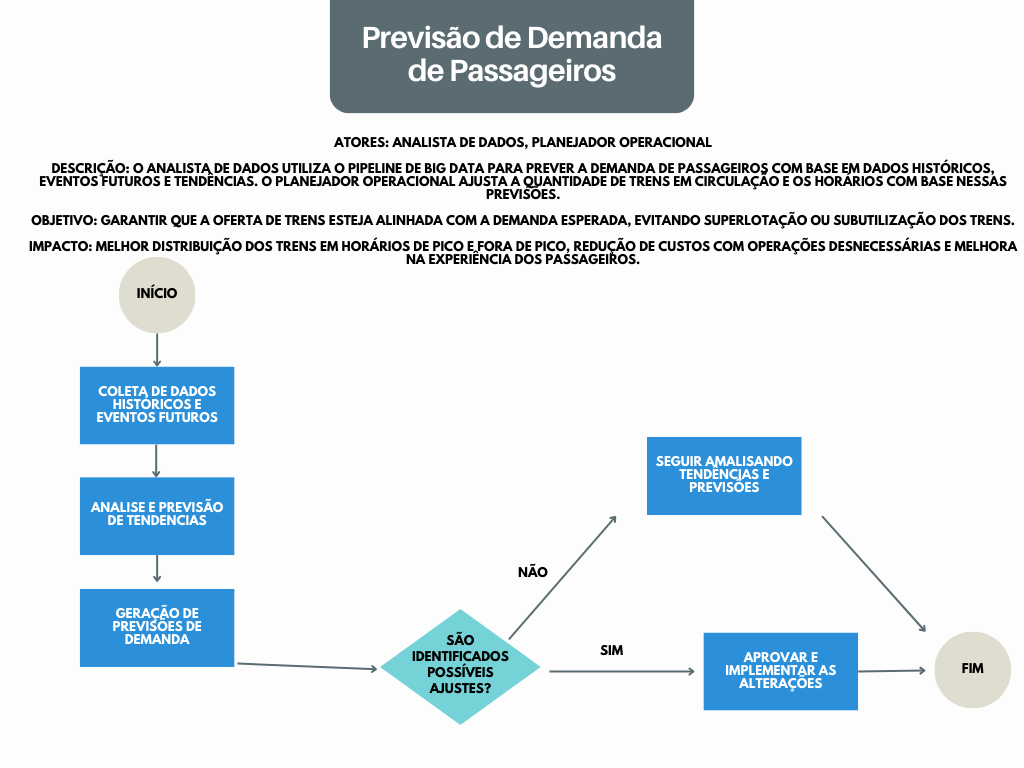 Previsão de Demanda
de Passageiros
ATORES: ANALISTA DE DADOS, PLANEJADOR OPERACIONAL
DESCRIÇÃO: O ANALISTA DE DADOS UTILIZA O PIPELINE DE BIG DATA PARA PREVER A DEMANDA DE PASSAGEIROS COM BASE EM DADOS HISTÓRICOS,
EVENTOS FUTUROS E TENDÊNCIAS. O PLANEJADOR OPERACIONAL AJUSTA A QUANTIDADE DE TRENS EM CIRCULAÇÃO E OS HORÁRIOS COM BASE NESSAS
PREVISÕES.
OBJETIVO: GARANTIR QUE A OFERTA DE TRENS ESTEJA ALINHADA COM A DEMANDA ESPERADA, EVITANDO SUPERLOTAÇÃO OU SUBUTILIZAÇÃO DOS TRENS.
IMPACTO: MELHOR DISTRIBUIÇÃO DOS TRENS EM HORÁRIOS DE PICO E FORA DE PICO, REDUÇÃO DE CUSTOS COM OPERAÇÕES DESNECESSÁRIAS E MELHORA
NA EXPERIÊNCIA DOS PASSAGEIROS.
INÍCIO
COLETA DE DADOS
HISTÓRICOS E
EVENTOS FUTUROS
ANALISE E PREVISÃO
DE TENDENCIAS
GERAÇÃO DE
PREVISÕES DE
DEMANDA
SÃO
IDENTIFICADOS
POSSÍVEIS
AJUSTES?
NÃO
SEGUIR AMALISANDO
TENDÊNCIAS E
PREVISÕES
SIM
APROVAR E
IMPLEMENTAR AS
ALTERAÇÕES
FIM